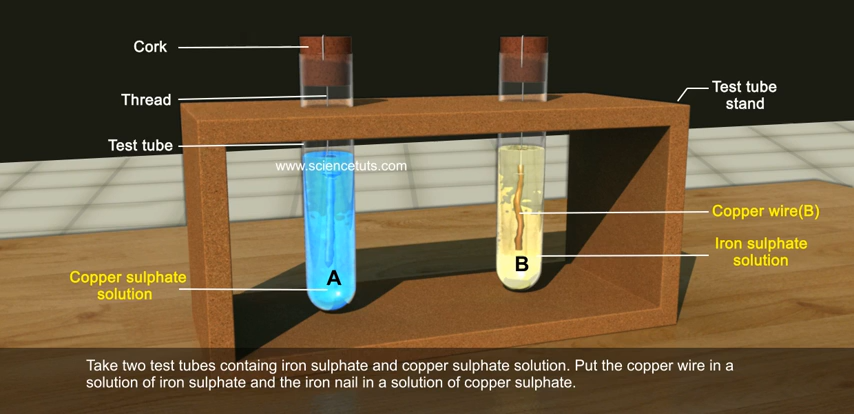 Cork
Thread
Test tube
www.sciencetuts.com
Test tube
stand
Copper wire(B)
Iron sulphate
solution
A
B
Copper sulphate
solution
Take two test tubes containg iron sulphate and copper sulphate solution. Put the copper wire in a
solution of iron sulphate and the iron nail in a solution of copper sulphate.